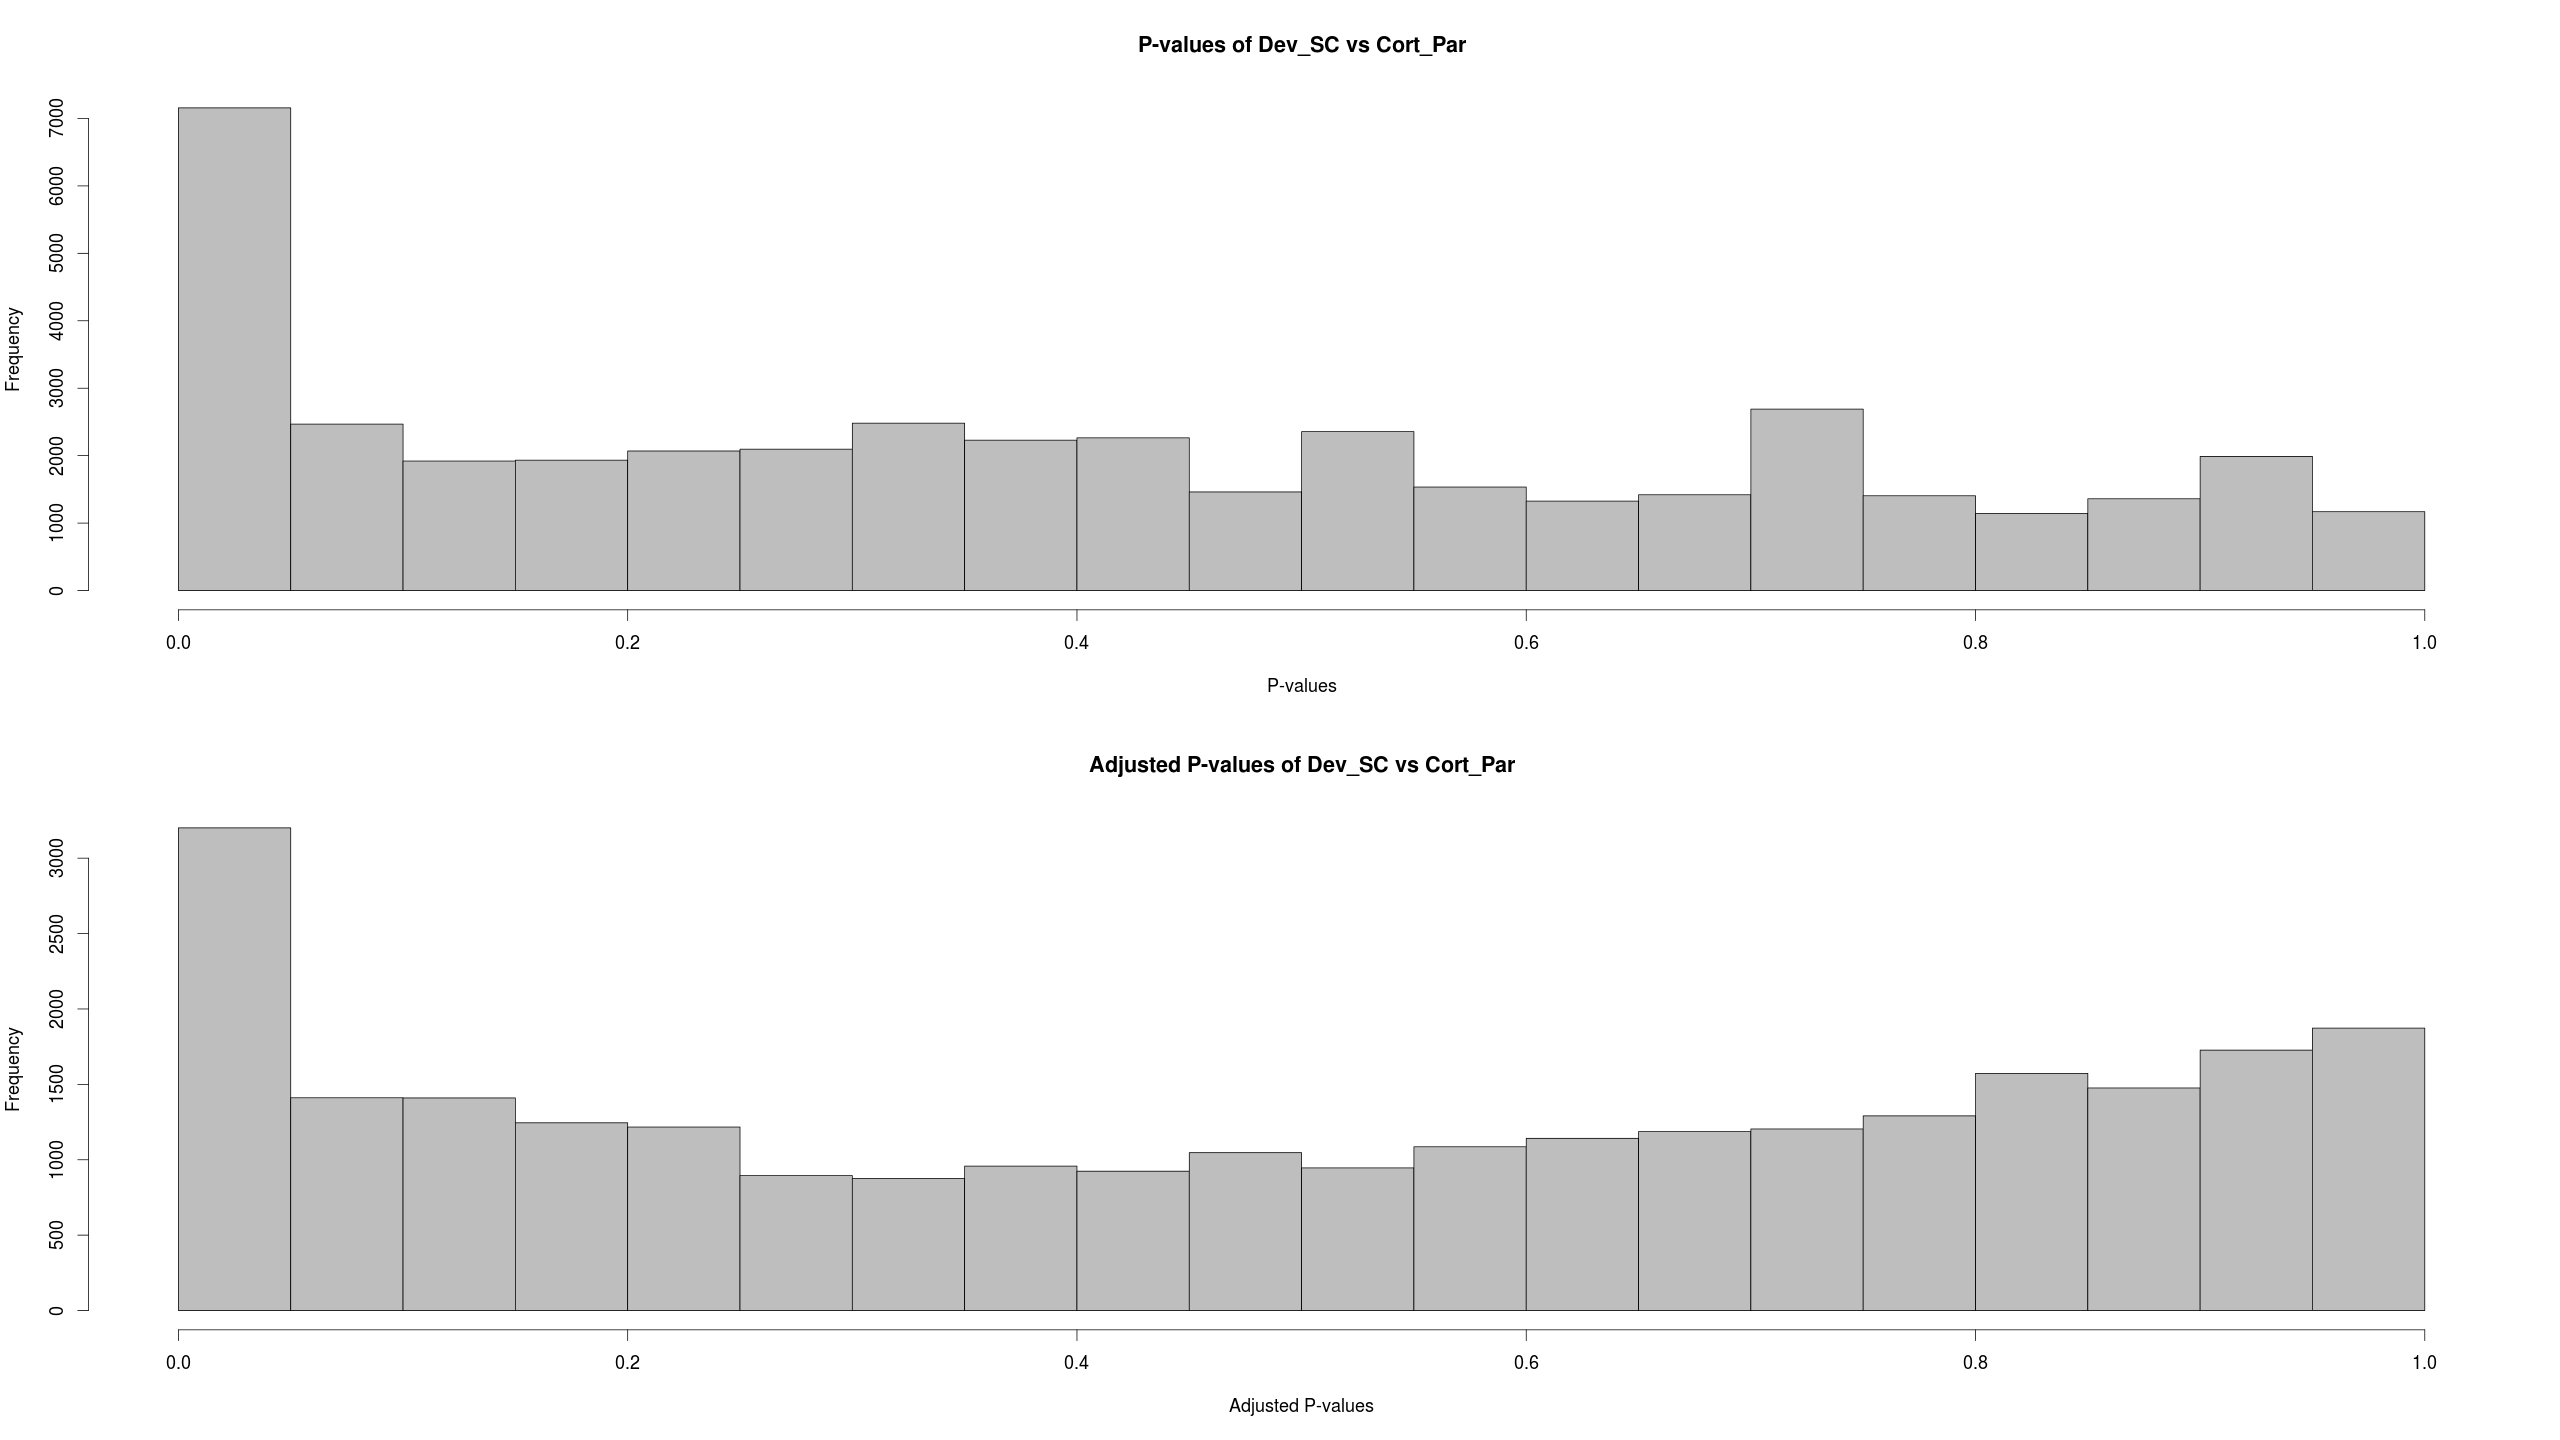 P-values of Dev_SC vs Cort_Par
7000
6000
5000
4000
3000
2000
1000
0
Frequency
0.0 0.2 0.4 0.6 0.8 1.0
P-values
Adjusted P-values of Dev_SC vs Cort_Par
3000
2500
2000
1500
1000
500
0
Frequency
0.0 0.2 0.4 0.6 0.8 1.0
Adjusted P-values